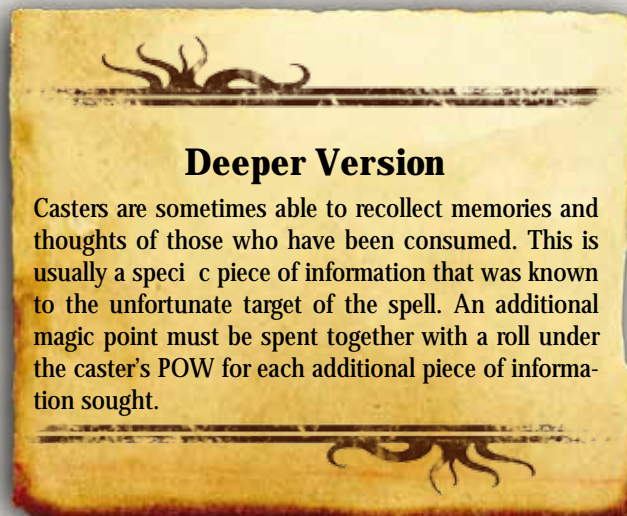 Deeper Version
Casters are sometimes able to recollect memories and
thoughts of those who have been consumed. This is
usually a speci c piece of information that was known
to the unfortunate target of the spell. An additional
magic point must be spent together with a roll under
the caster's POW for each additional piece of informa-
tion sought.